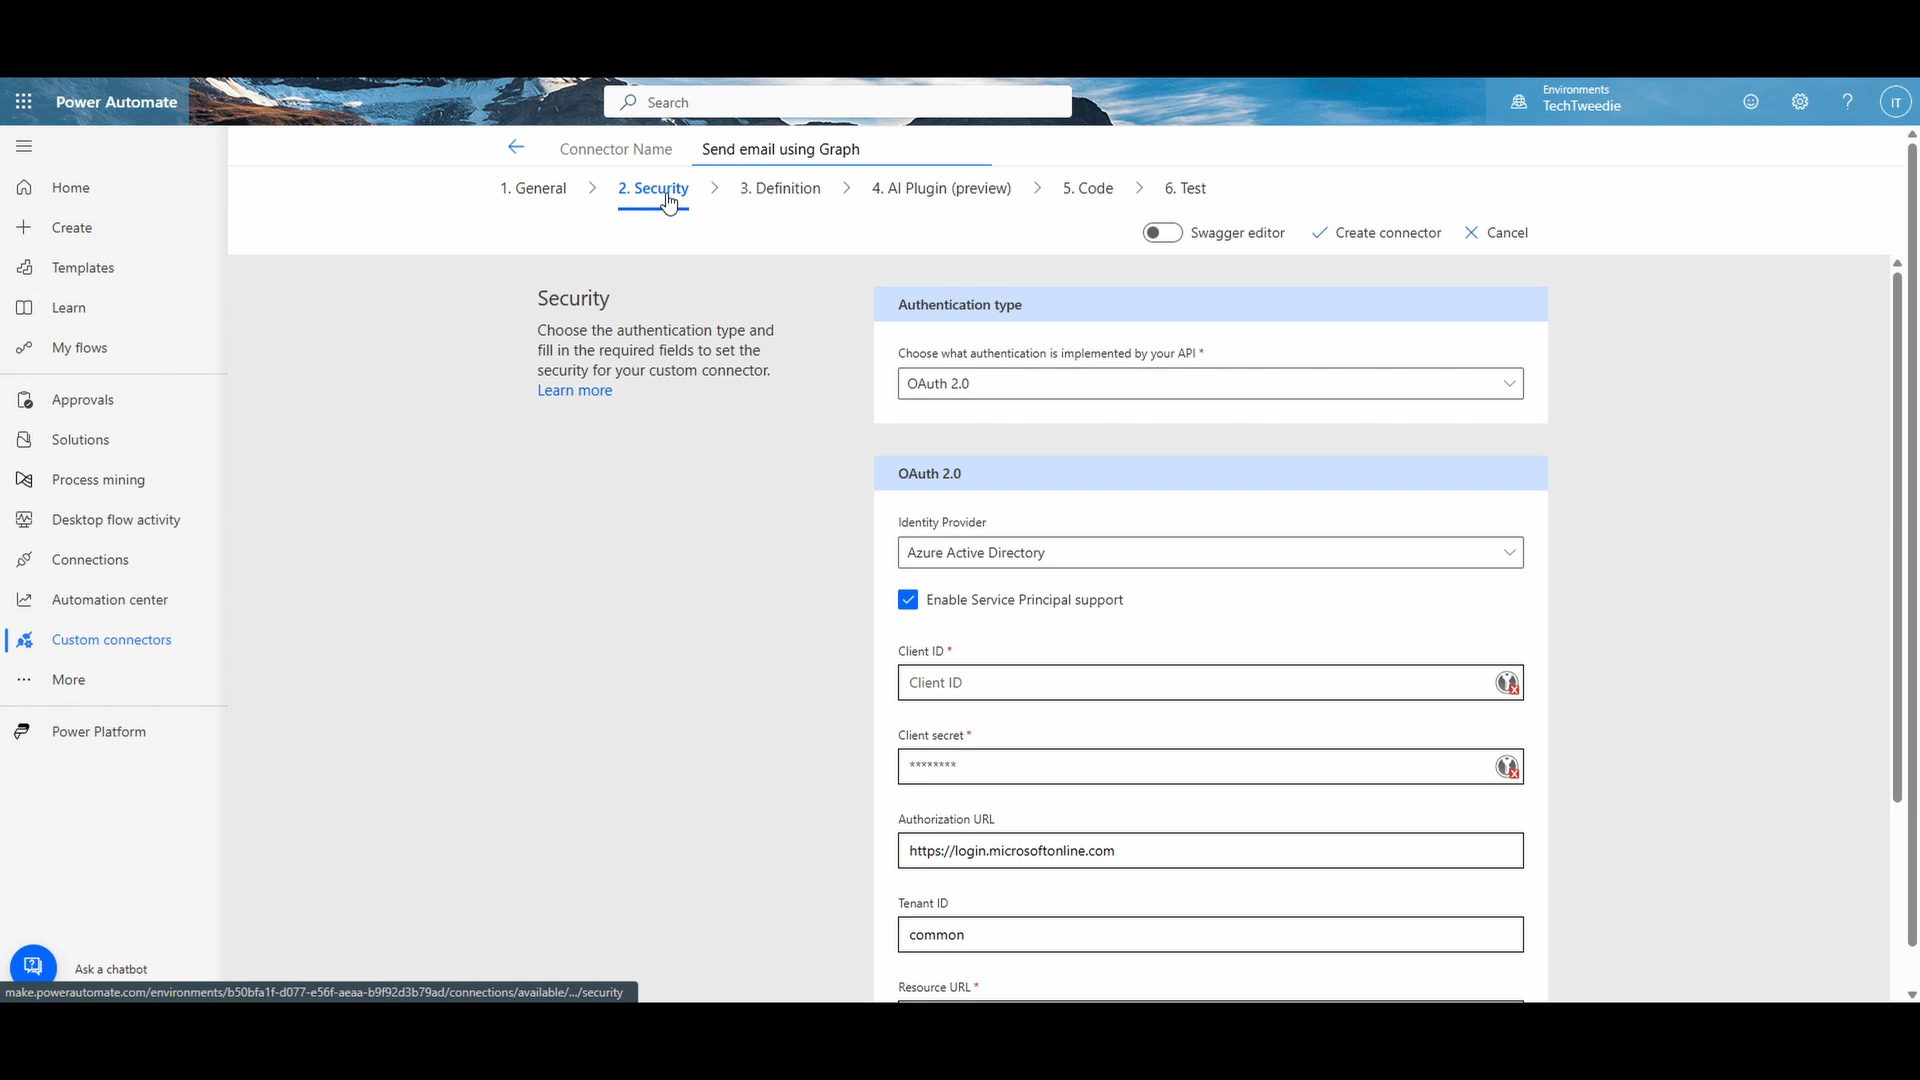 Power Automate
Search
Environments
TechTweedie
IT
Connector Name
Send email using Graph
1. General
2. Security
3. Definition
4. AI Plugin (preview)
5. Code
6. Test
Swagger editor
Create connector
Cancel
Home
Create
Templates
Learn
My flows
Approvals
Solutions
Process mining
Desktop flow activity
Connections
Automation center
Custom connectors
More
Power Platform
Ask a chatbot
Security
Choose the authentication type and
fill in the required fields to set the
security for your custom connector.
Learn more
Authentication type
Choose what authentication is implemented by your API *
OAuth 2.0
OAuth 2.0
Identity Provider
Azure Active Directory
Enable Service Principal support
Client ID *
Client ID
Client secret *
********
Authorization URL
https://login.microsoftonline.com
Tenant ID
common
Resource URL *
make.powerautomate.com/environments/b50bfa1f-d077-e56f-aeaa-b9f92d3b79ad/connections/available/.../security